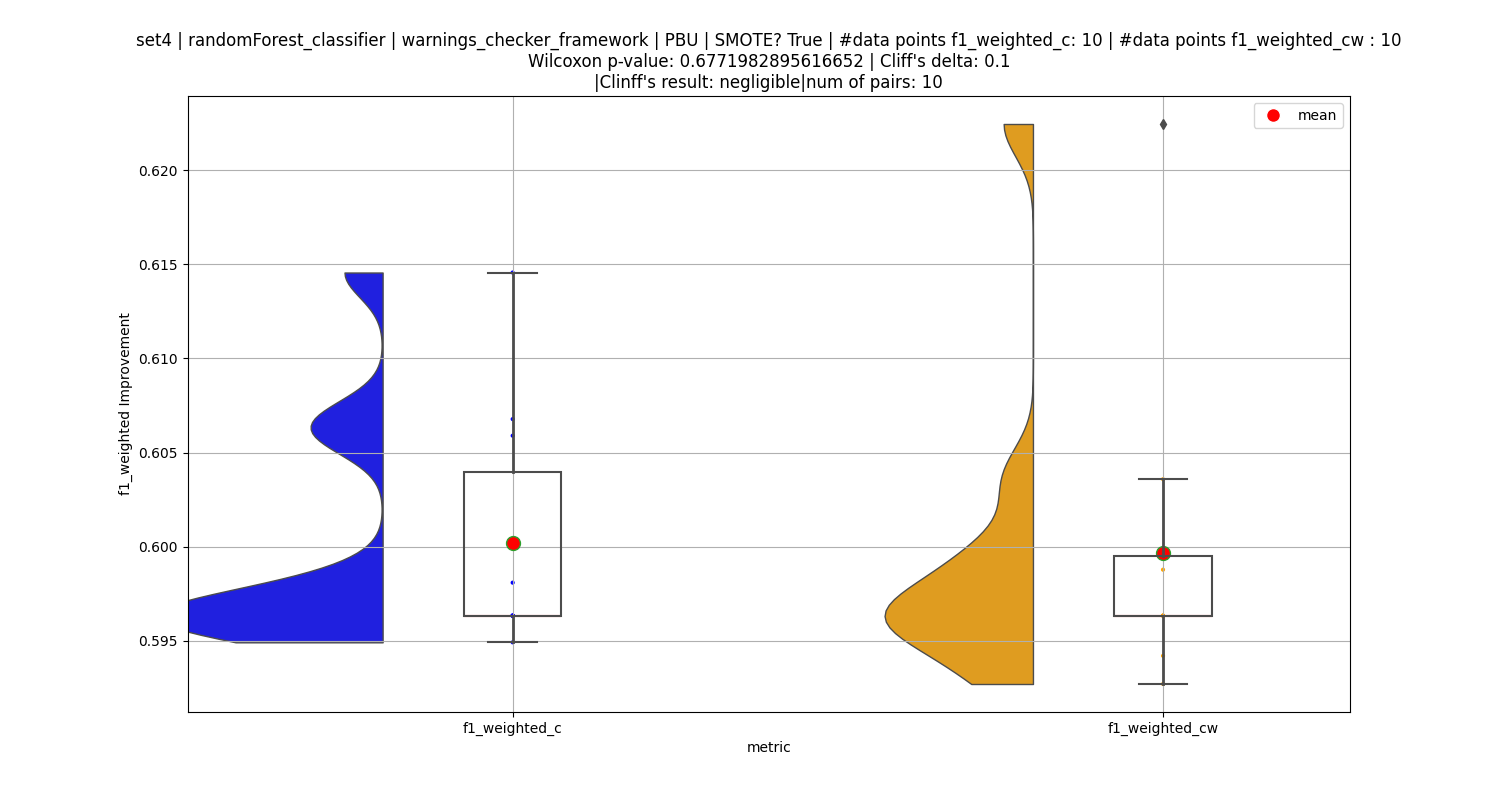 set4 | randomForest_classifier | warnings_checker_framework | PBU | SMOTE? True | #data points f1_weighted_c: 10 | #data points f1_weighted_cw : 10
Wilcoxon p-value: 0.6771982895616652 | Cliff's delta: 0.1
|Clinff's result: negligible|num of pairs: 10
mean
0.620
0.615
0.610
0.605
0.600
0.595
f1_weighted Improvement
f1_weighted_c
f1_weighted_cw
metric